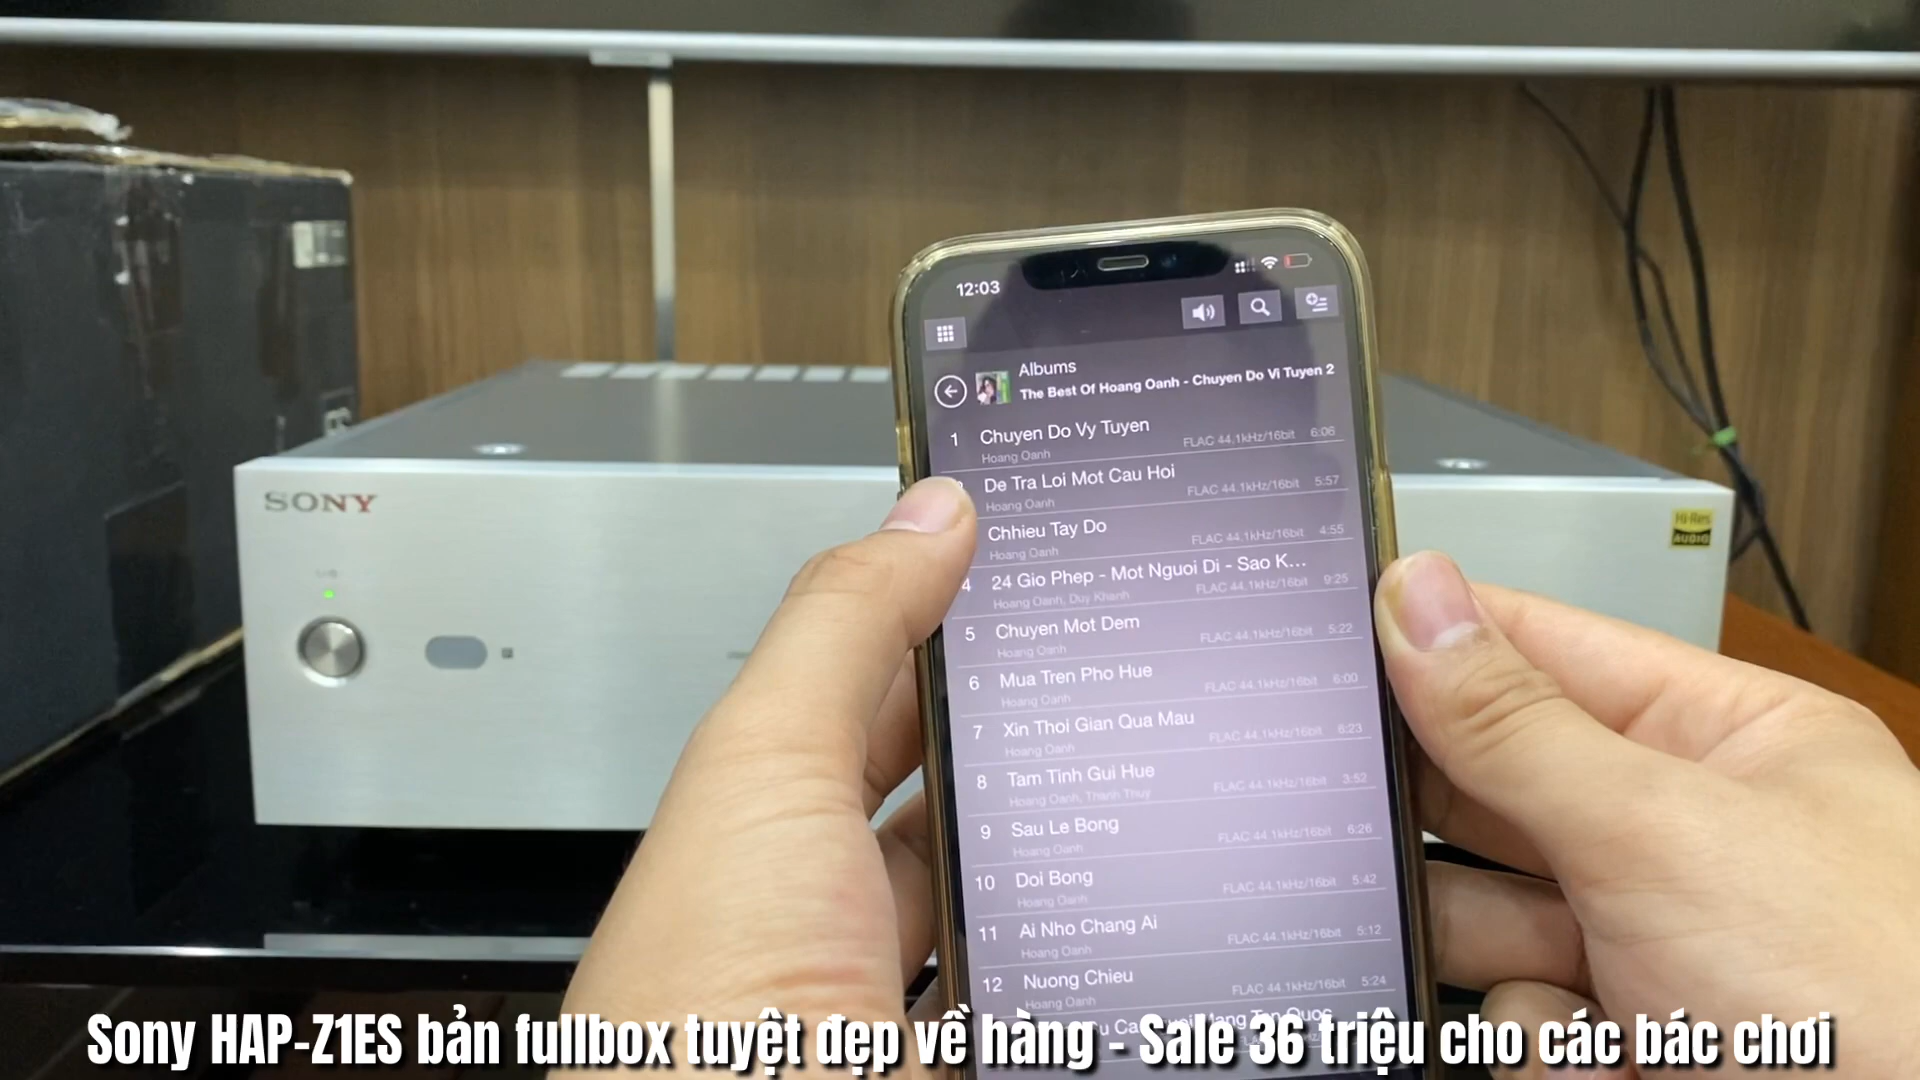 12:03
Albums
The Best Of Hoang Oanh - Chuyen Do Vi Tuyen 2
1 Chuyen Do Vy Tuyen
Hoang Oanh FLAC 44.1kHz/16bit 6:06
De Tra Loi Mot Cau Hoi
Hoang Oanh FLAC 44.1kHz/16bit 5:57
Chhieu Tay Do
Hoang Oanh FLAC 44.1kHz/16bit 4:55
4 24 Gio Phep - Mot Nguoi Di - Sao K...
Hoang Oanh, Duy Khanh FLAC 44.1kHz/16bit 9:25
5 Chuyen Mot Dem
Hoang Oanh FLAC 44.1kHz/16bit 5:22
6 Mua Tren Pho Hue
Hoang Oanh FLAC 44.1kHz/16bit 6:00
7 Xin Thoi Gian Qua Mau
Hoang Oanh FLAC 44.1kHz/16bit 6:23
8 Tam Tinh Gui Hue
Hoang Oanh, Thanh Thuy FLAC 44.1kHz/16bit 3:52
9 Sau Le Bong
Hoang Oanh FLAC 44.1kHz/16bit 6:26
10 Doi Bong
Hoang Oanh FLAC 44.1kHz/16bit 5:42
11 Ai Nho Chang Ai
Hoang Oanh FLAC 44.1kHz/16bit 5:12
12 Nuong Chieu
Hoang Oanh FLAC 44.1kHz/16bit 5:24
SONY
Hi-Res
AUDIO
ES
Sony HAP-Z1ES bản fullbox tuyệt đẹp về hàng - Sale 36 triệu cho các bác chơi